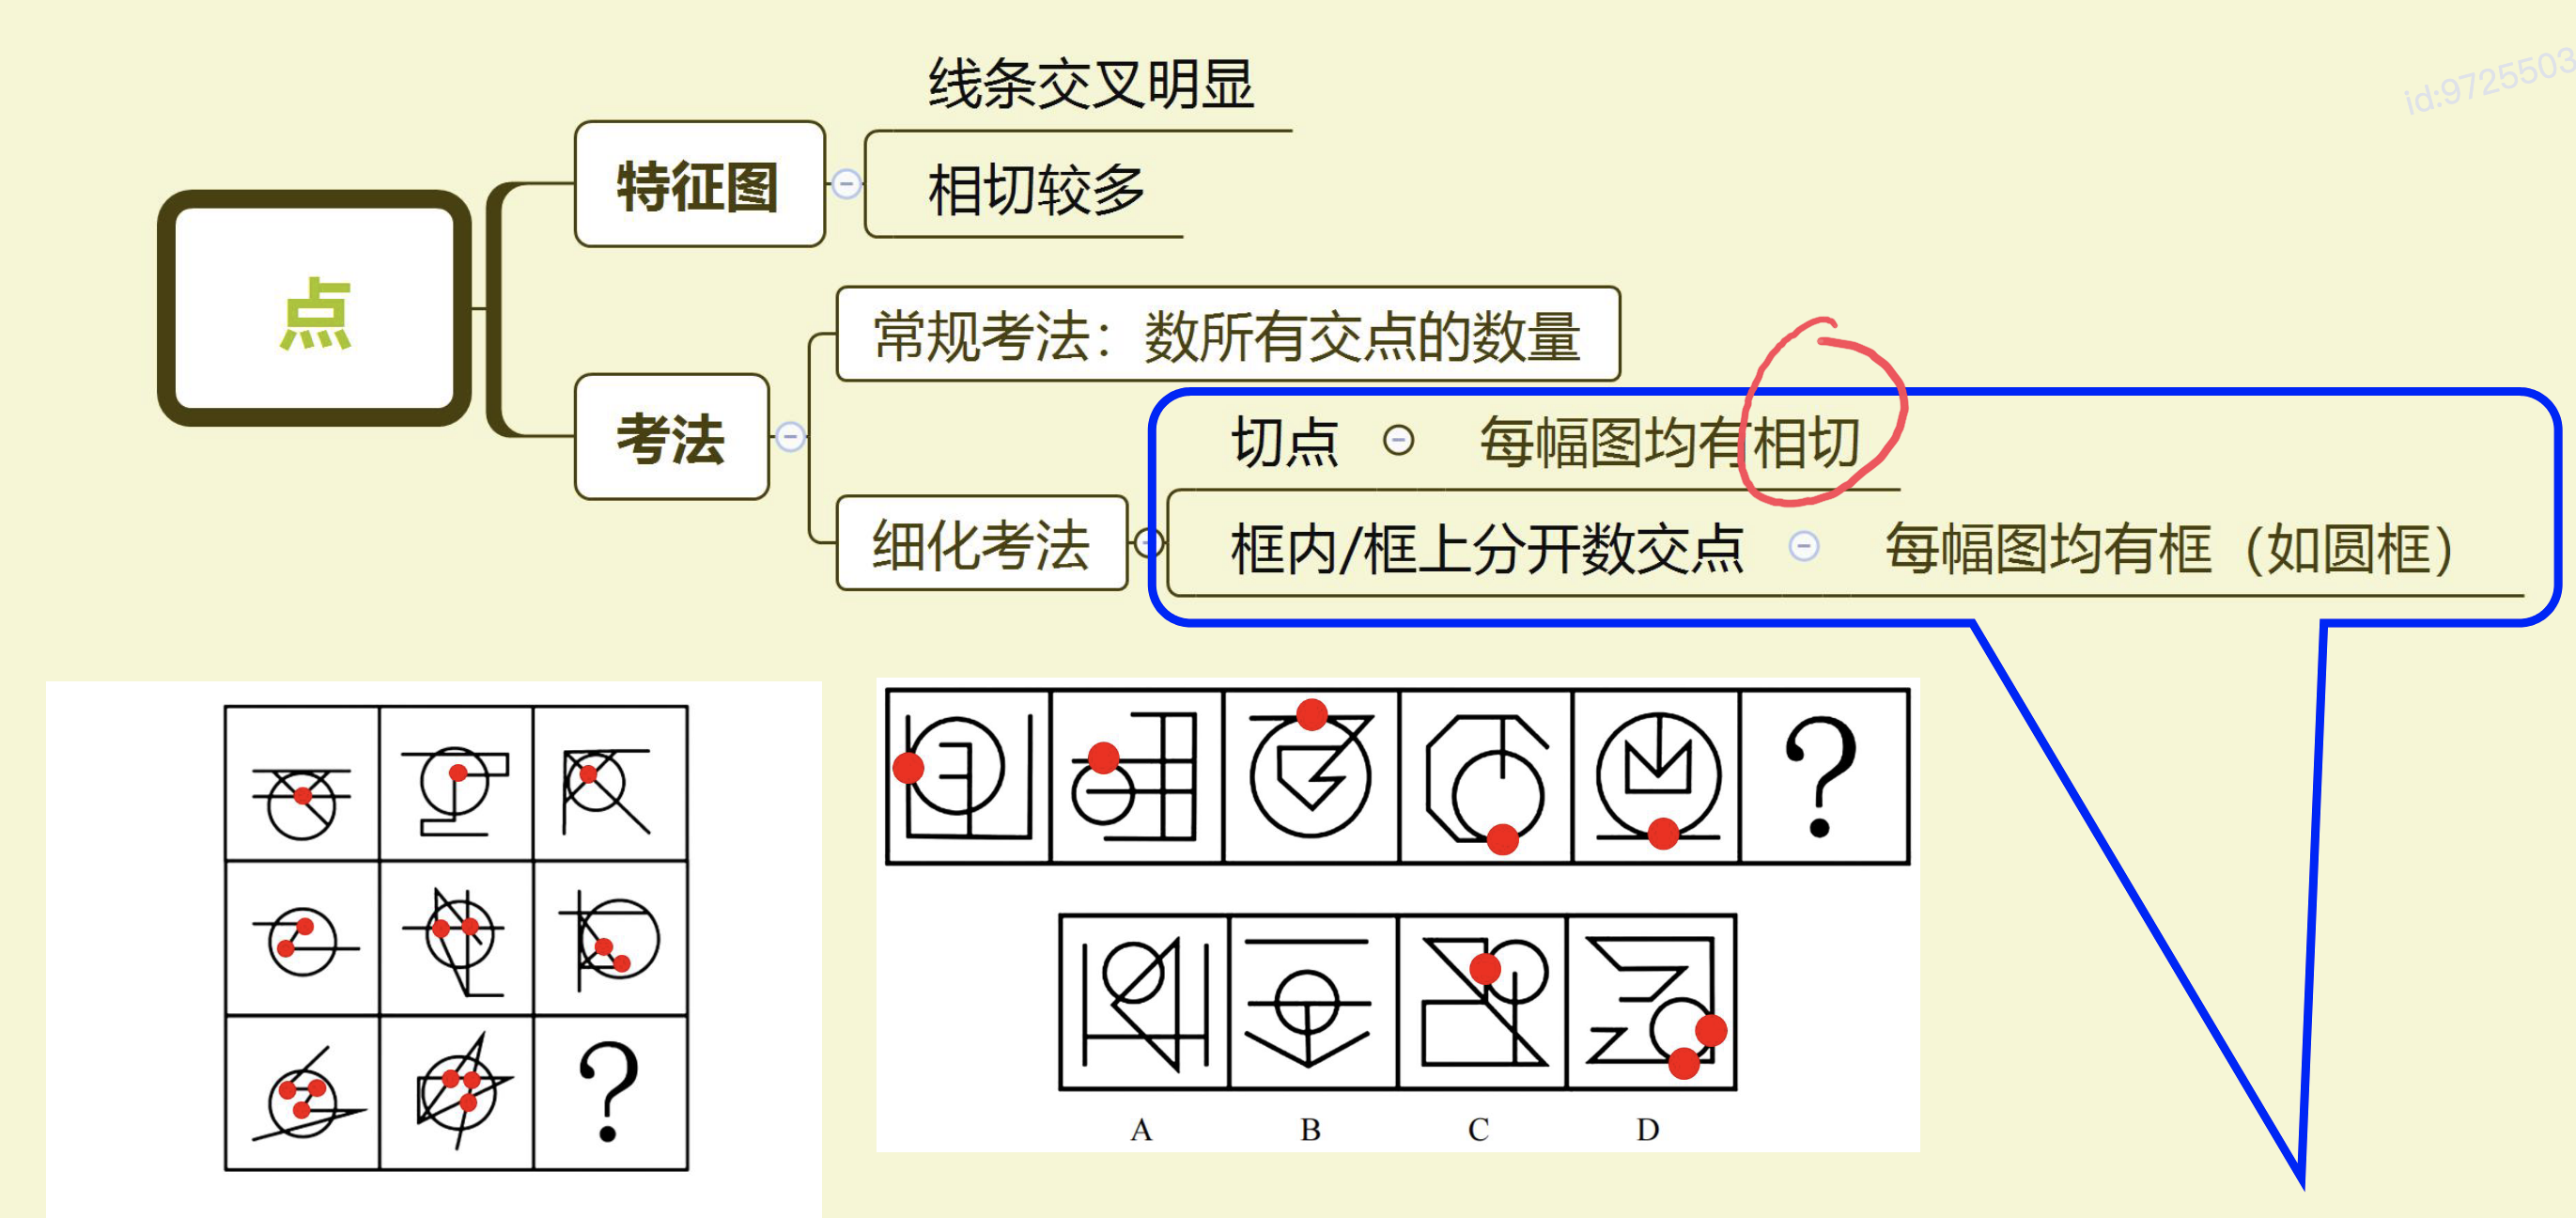 id:9725503
线条交叉明显
特征图
相切较多
点
常规考法：数所有交点的数量
考法
切点 每幅图均有相切
细化考法
框内/框上分开数交点 每幅图均有框（如圆框）
?
?
A B C D